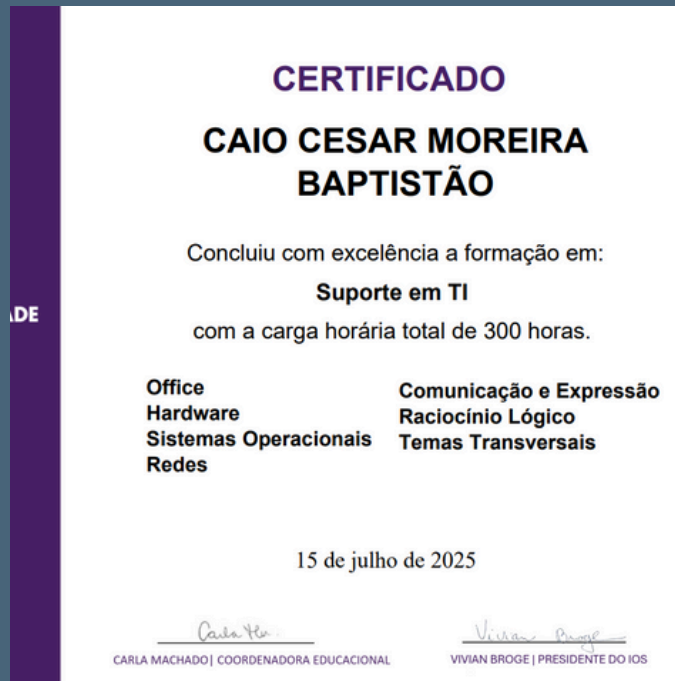 CERTIFICADO
CAIO CESAR MOREIRA
BAPTISTÃO
Concluiu com excelência a formação em:
Suporte em TI
ADE
com a carga horária total de 300 horas.
Office
Hardware
Sistemas Operacionais
Redes
Comunicação e Expressão
Raciocínio Lógico
Temas Transversais
15 de julho de 2025
Vivian Broge
CARLA MACHADO| COORDENADORA EDUCACIONAL
VIVIAN BROGE | PRESIDENTE DO IOS